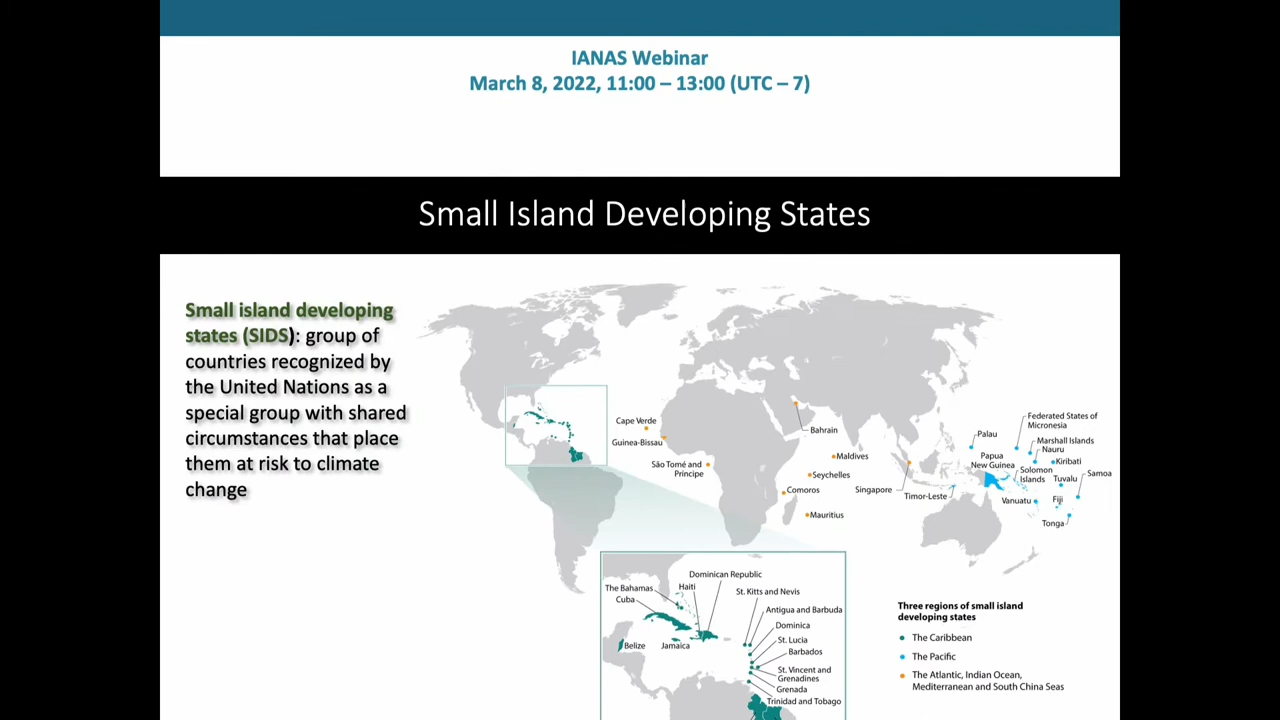 IANAS Webinar
March 8, 2022, 11:00 – 13:00 (UTC – 7)
Small Island Developing States
Small island developing
states (SIDS): group of
countries recognized by
the United Nations as a
special group with shared
circumstances that place
them at risk to climate
change
Cape Verde
Guinea-Bissau
São Tomé and
Príncipe
Bahrain
Maldives
Seychelles
Comoros
Mauritius
Singapore
Timor-Leste
Palau
Federated States of
Micronesia
Marshall Islands
Nauru
Kiribati
Papua
New Guinea
Solomon
Islands
Tuvalu
Samoa
Vanuatu
Fiji
Tonga
Dominican Republic
Haiti
The Bahamas
Cuba
St. Kitts and Nevis
Antigua and Barbuda
Dominica
St. Lucia
Barbados
Belize
Jamaica
St. Vincent and
Grenadines
Grenada
Trinidad and Tobago
Three regions of small island
developing states
The Caribbean
The Pacific
The Atlantic, Indian Ocean,
Mediterranean and South China Seas